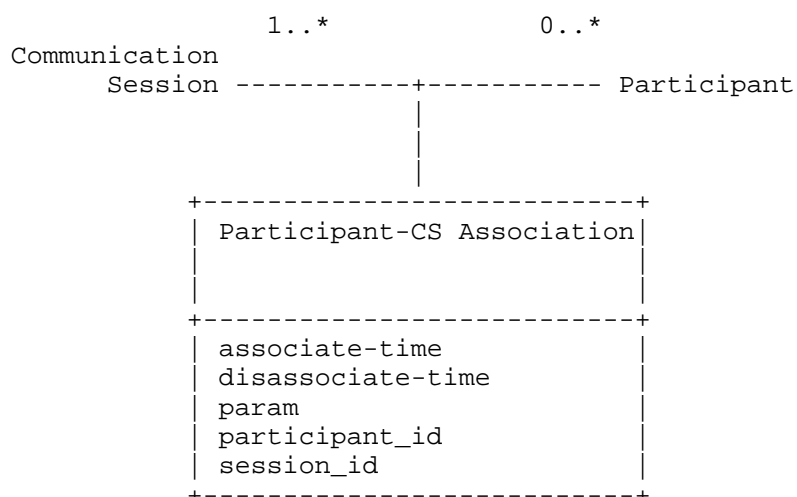 1..* 0..*
Communication
Session -----------+----------- Participant
|
|
|
+----------------------------+
| Participant-CS Association|
| |
| |
+----------------------------+
| associate-time |
| disassociate-time |
| param |
| participant_id |
| session_id |
+----------------------------+